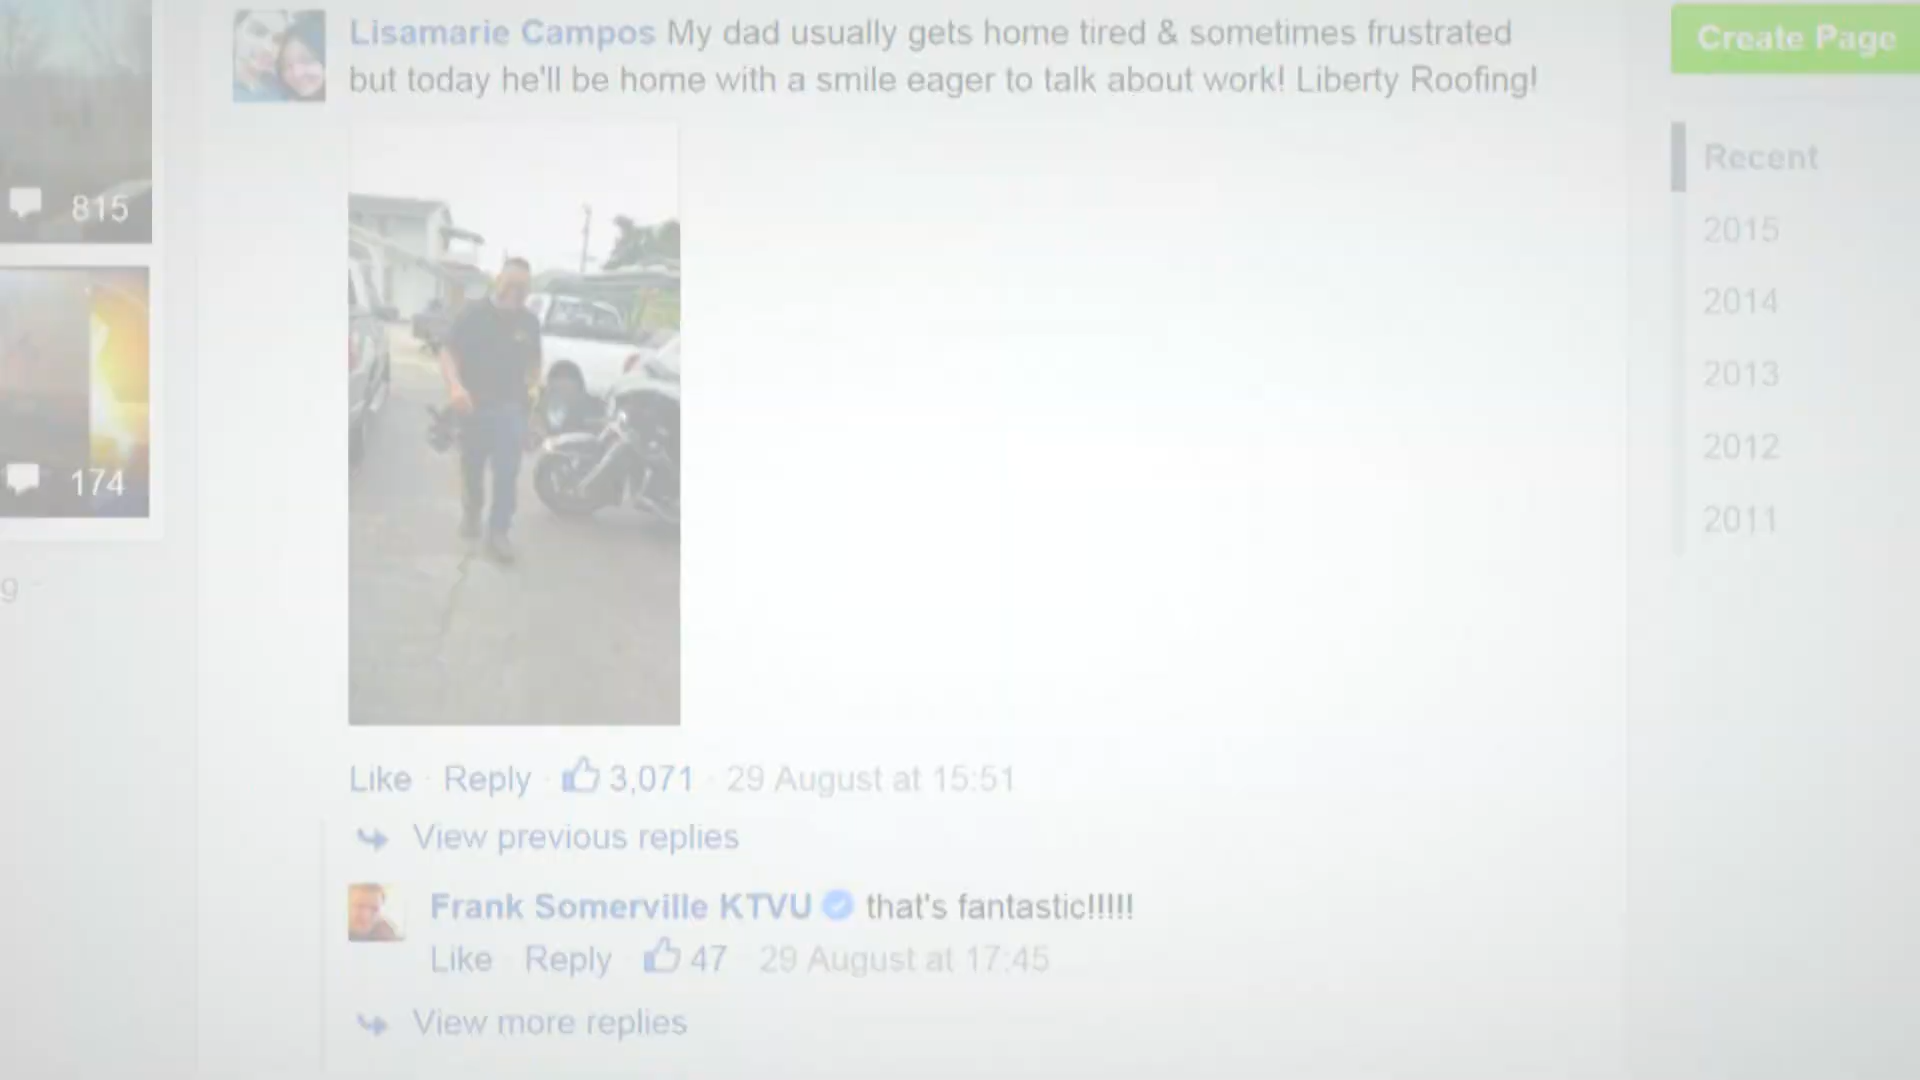 Lisamarie Campos My dad usually gets home tired & sometimes frustrated
but today he'll be home with a smile eager to talk about work! Liberty Roofing!
Create Page
815
174
9
Recent
2015
2014
2013
2012
2011
Like · Reply · 3,071 · 29 August at 15:51
View previous replies
Frank Somerville KTVU that's fantastic!!!!!
Like Reply 47 · 29 August at 17:45
View more replies